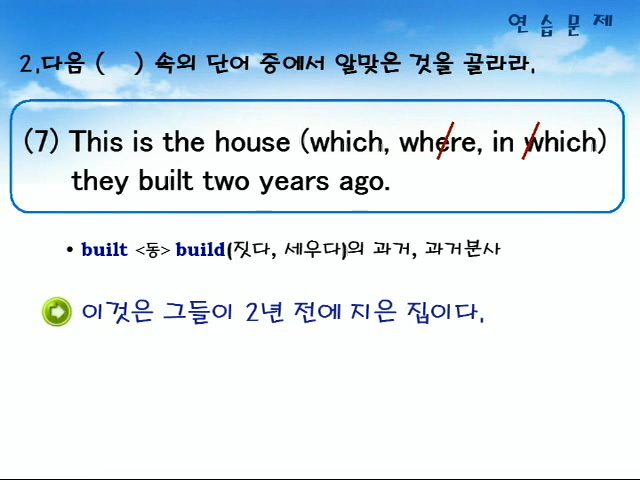 연습문제
2.다음 (    ) 속의 단어 중에서 알맞은 것을 골라라.
(7) This is the house (which, where, in which)
they built two years ago.
• built <동> build(짓다, 세우다)의 과거, 과거분사
이것은 그들이 2년 전에 지은 집이다.